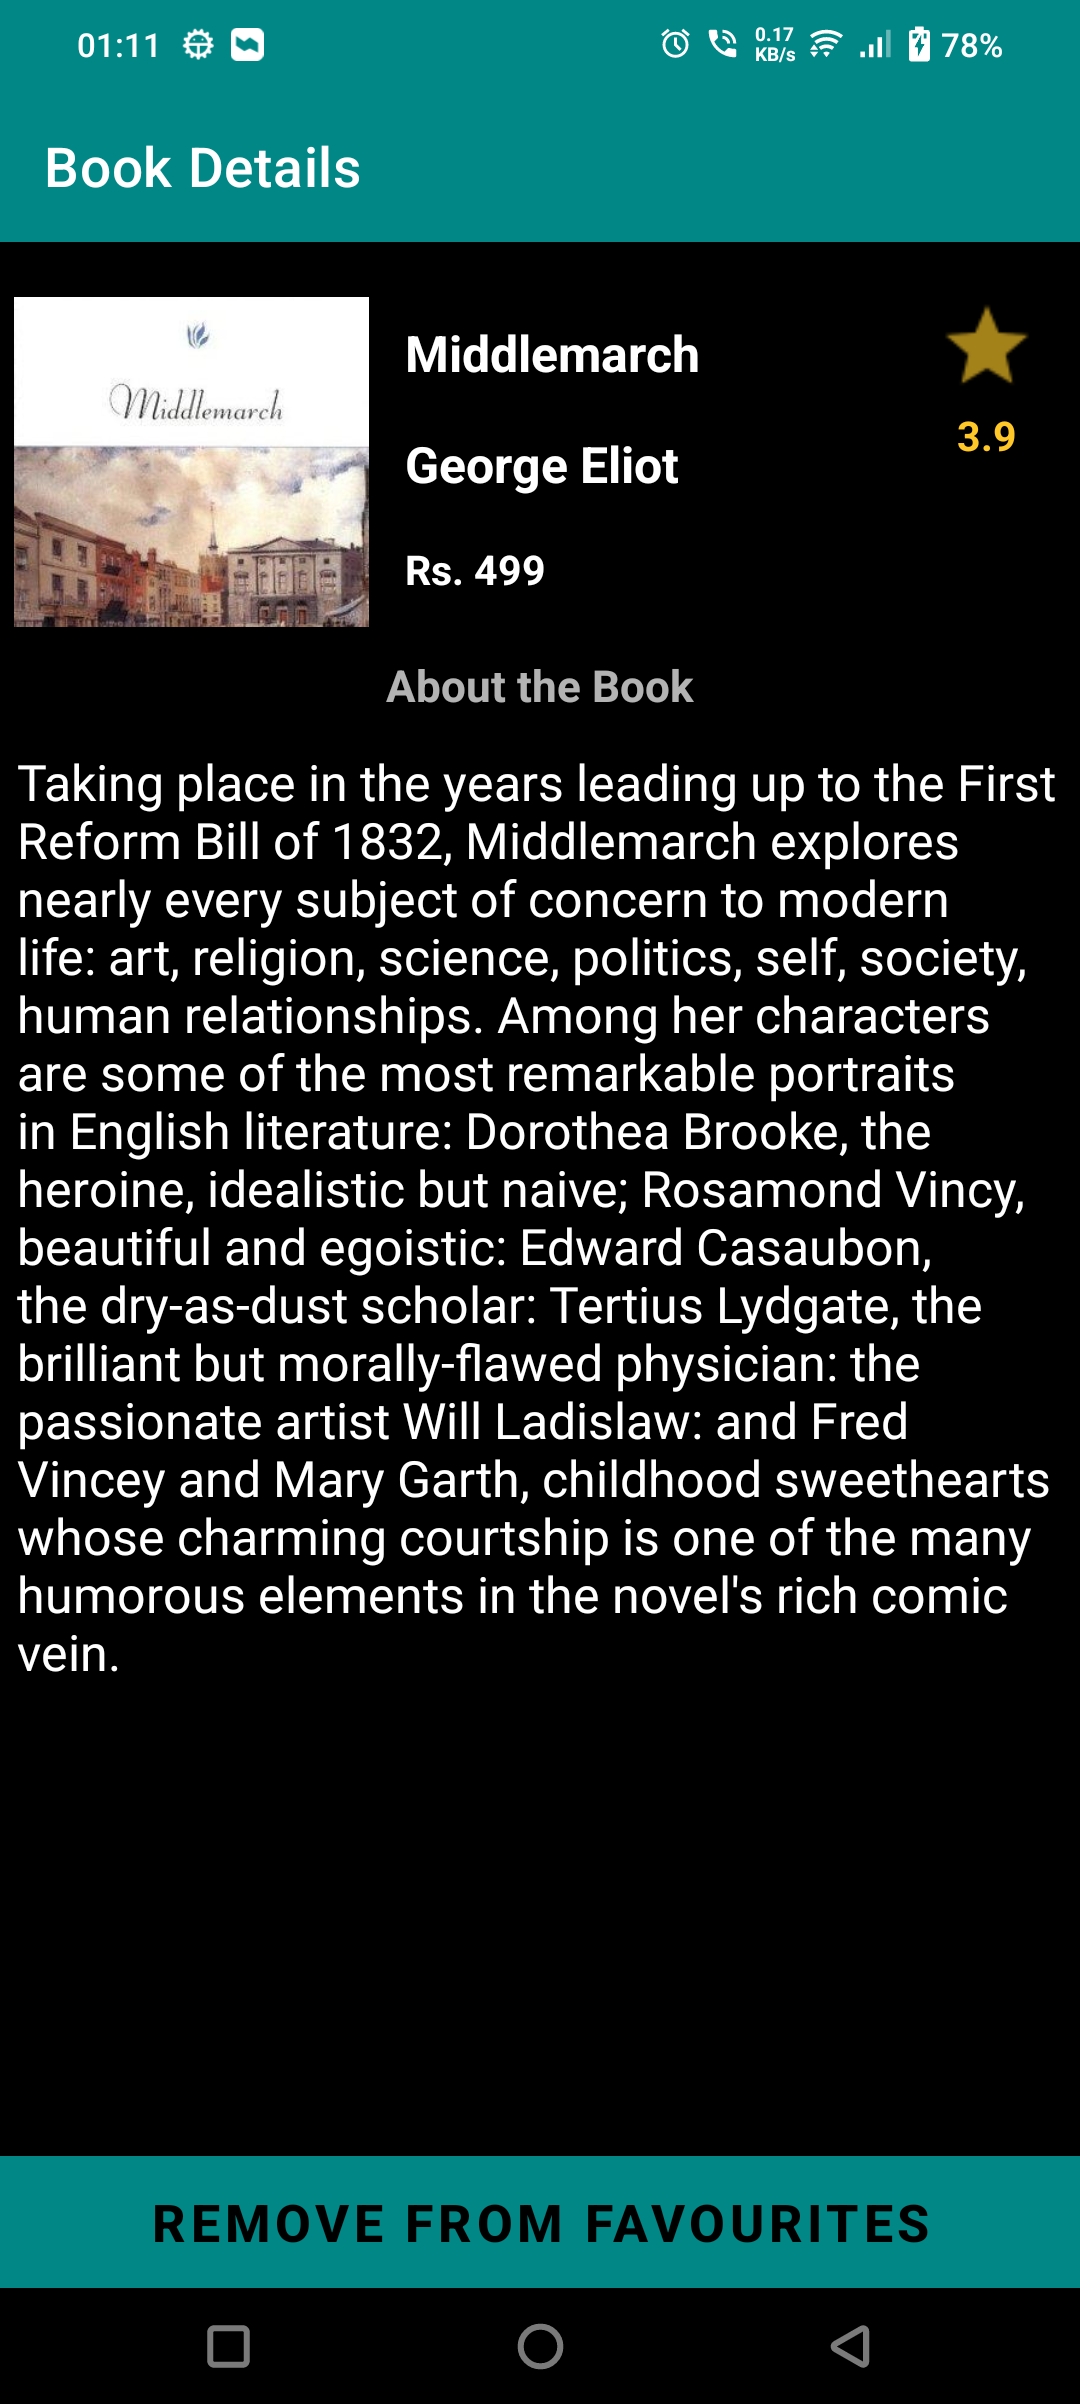 01:11
0.17
KB/s
78%
Book Details
Middlemarch
Middlemarch
George Eliot
Rs. 499
3.9
About the Book
Taking place in the years leading up to the First
Reform Bill of 1832, Middlemarch explores
nearly every subject of concern to modern
life: art, religion, science, politics, self, society,
human relationships. Among her characters
are some of the most remarkable portraits
in English literature: Dorothea Brooke, the
heroine, idealistic but naive; Rosamond Vincy,
beautiful and egoistic: Edward Casaubon,
the dry-as-dust scholar: Tertius Lydgate, the
brilliant but morally-flawed physician: the
passionate artist Will Ladislaw: and Fred
Vincey and Mary Garth, childhood sweethearts
whose charming courtship is one of the many
humorous elements in the novel's rich comic
vein.
REMOVE FROM FAVOURITES